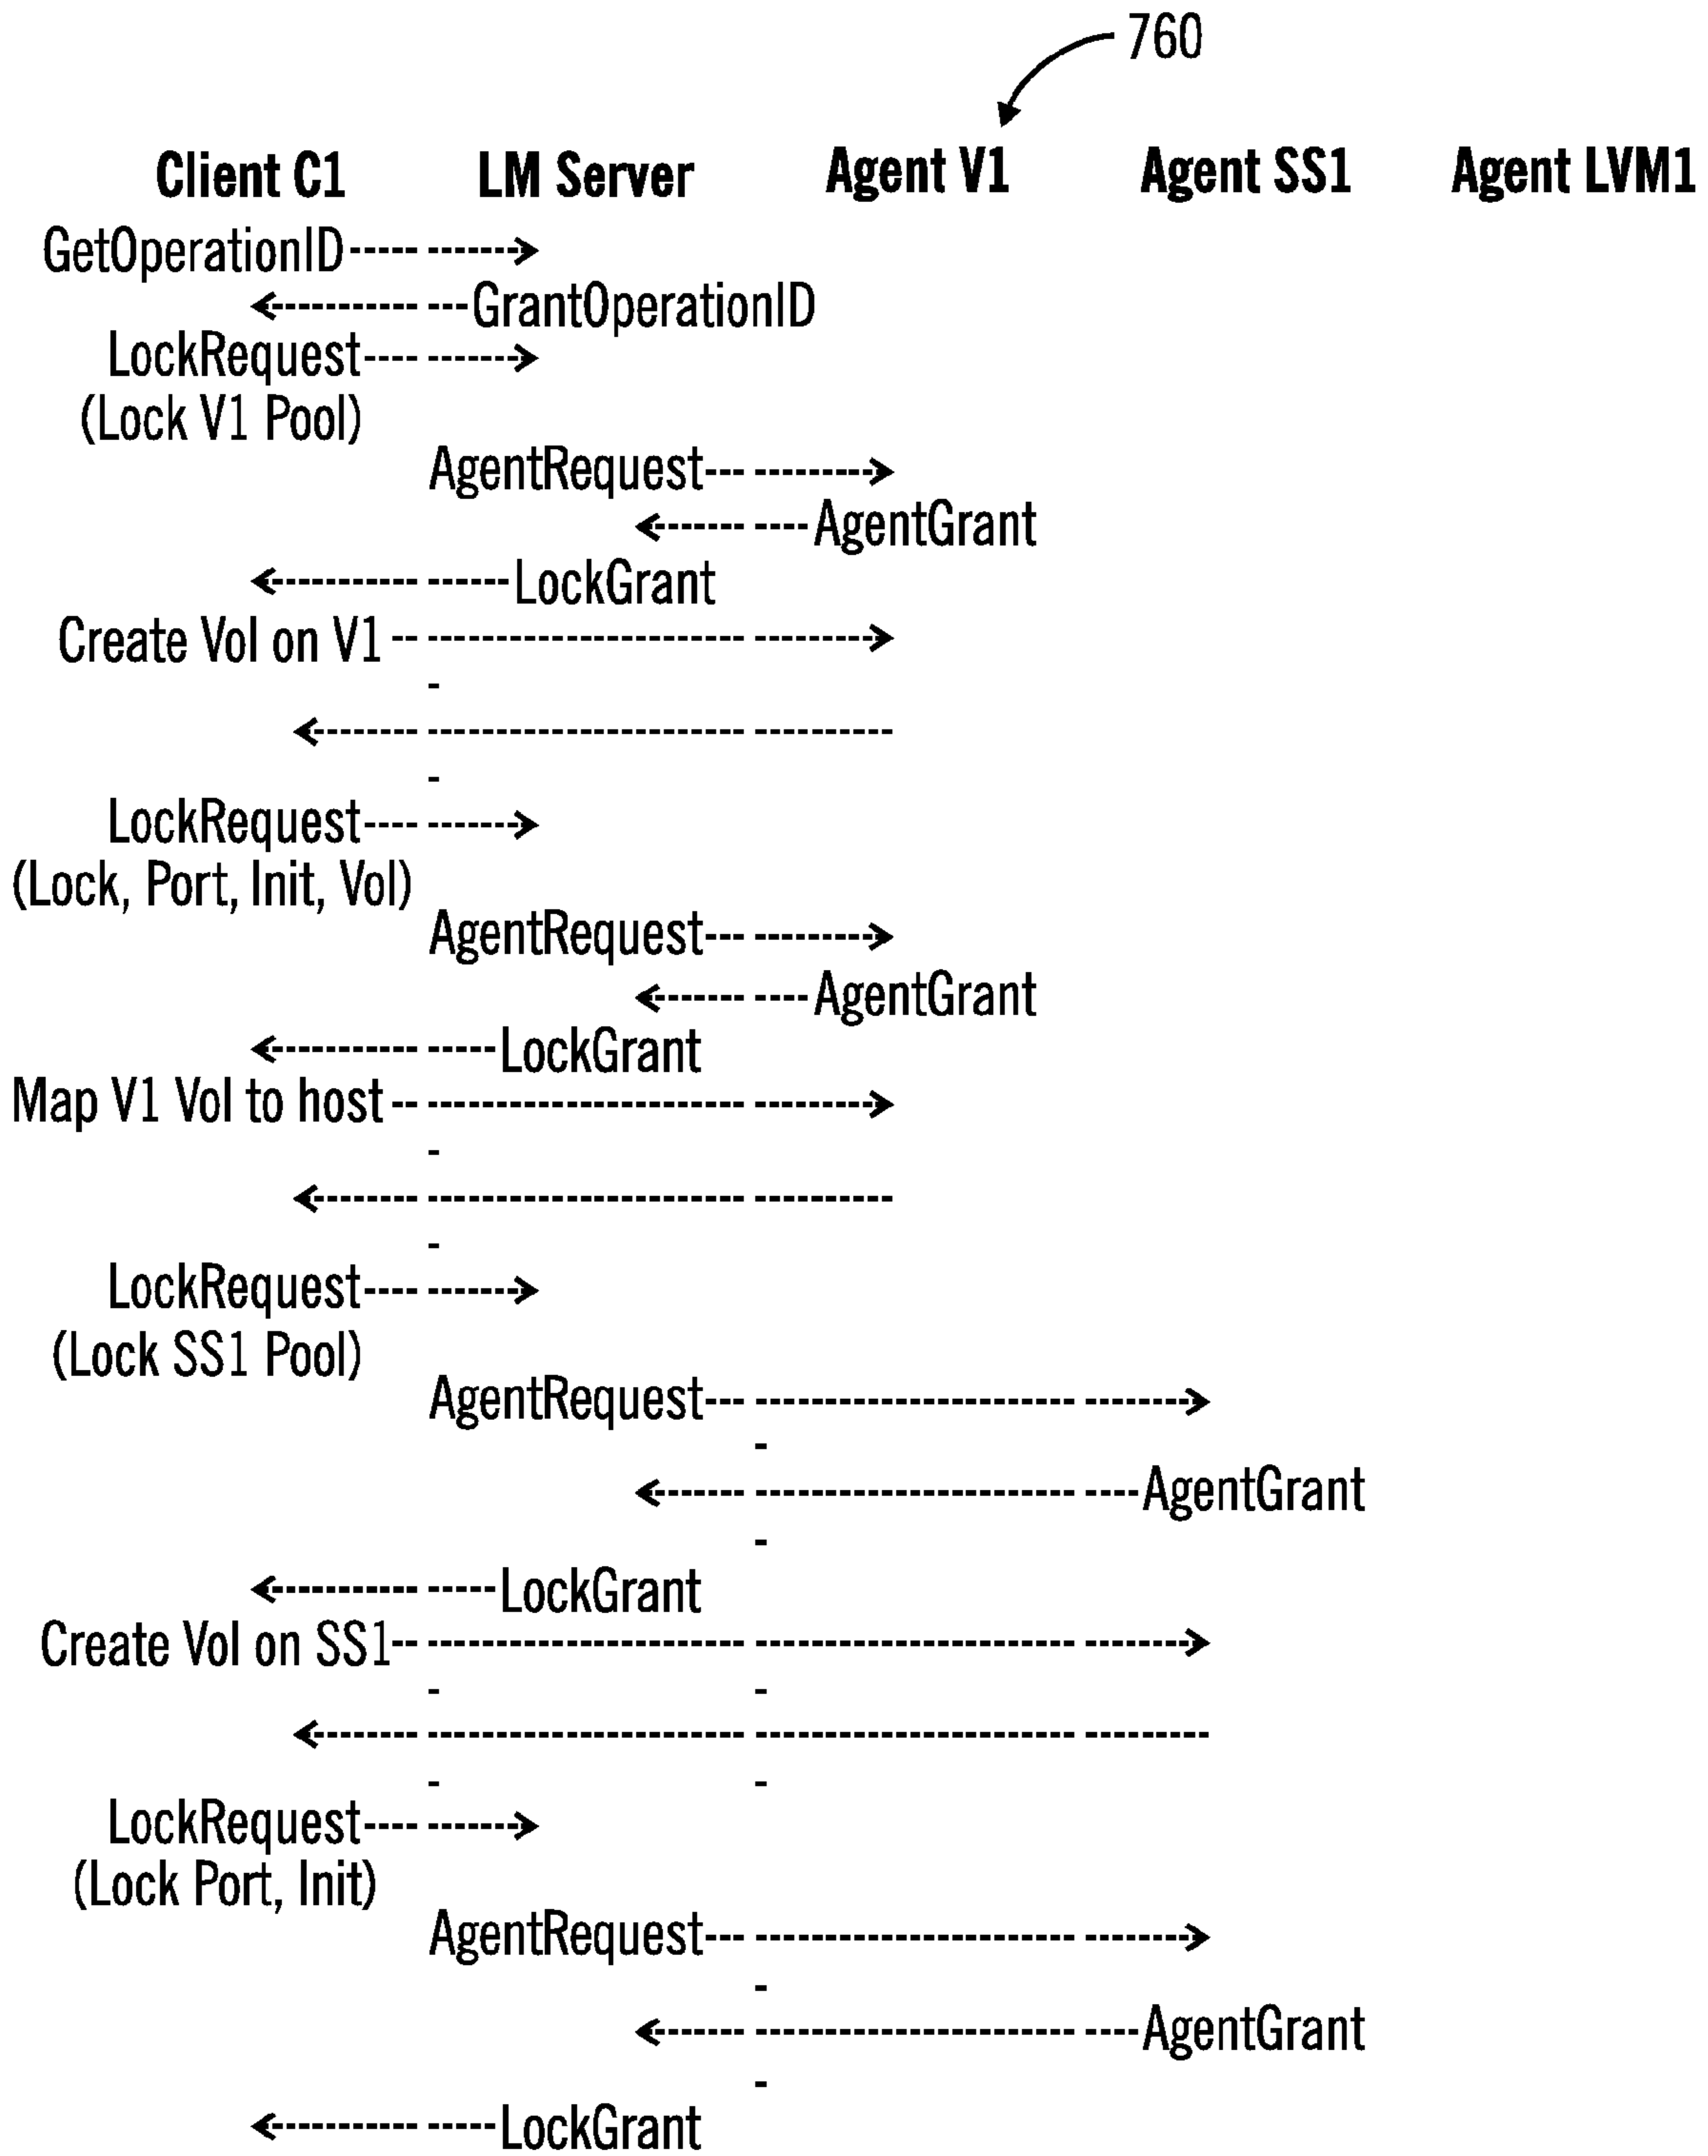 760
Client C1 LM Server Agent V1 Agent SS1 Agent LVM1
GetOperationID
GrantOperationID
LockRequest
(Lock V1 Pool)
AgentRequest
AgentGrant
LockGrant
Create Vol on V1
LockRequest
(Lock, Port, Init, Vol)
AgentRequest
AgentGrant
LockGrant
Map V1 Vol to host
LockRequest
(Lock SS1 Pool)
AgentRequest
AgentGrant
LockGrant
Create Vol on SS1
LockRequest
(Lock Port, Init)
AgentRequest
AgentGrant
LockGrant